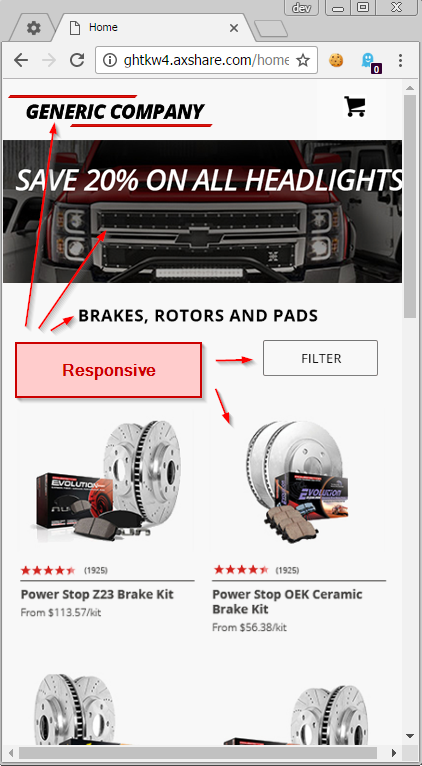 dev
Home
ghtkw4.axshare.com/home
0
GENERIC COMPANY
SAVE 20% ON ALL HEADLIGHTS
BRAKES, ROTORS AND PADS
Responsive
FILTER
EVOLUTION
EVOLUTION
(1925)
(1925)
Power Stop Z23 Brake Kit
From $113.57/kit
Power Stop OEK Ceramic
Brake Kit
From $56.38/kit